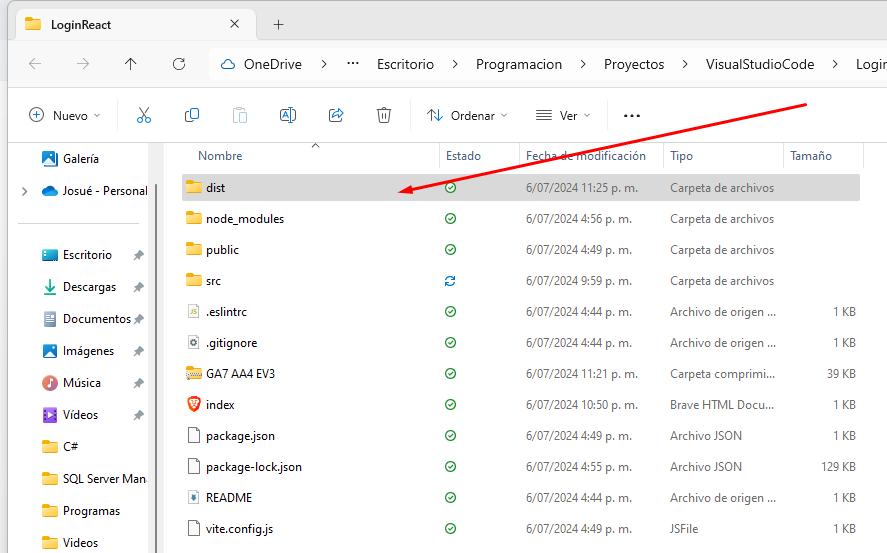 LoginReact
OneDrive > ... Escritorio > Programacion > Proyectos > VisualStudioCode > Login
Nuevo Ordenar Ver ...
Nombre Estado Fecha de modificación Tipo Tamaño
Galería
Josué - Personal
Escritorio
Descargas
Documentos
Imágenes
Música
Vídeos
C#
SQL Server Mana
Programas
Videos
dist 6/07/2024 11:25 p. m. Carpeta de archivos
node_modules 6/07/2024 4:56 p. m. Carpeta de archivos
public 6/07/2024 4:49 p. m. Carpeta de archivos
src 6/07/2024 9:59 p. m. Carpeta de archivos
.eslintrc 6/07/2024 4:44 p. m. Archivo de origen ... 1 KB
.gitignore 6/07/2024 4:44 p. m. Archivo de origen ... 1 KB
GA7 AA4 EV3 6/07/2024 11:21 p. m. Carpeta comprimi... 39 KB
index 6/07/2024 10:50 p. m. Brave HTML Docu... 1 KB
package.json 6/07/2024 4:49 p. m. Archivo JSON 1 KB
package-lock.json 6/07/2024 4:55 p. m. Archivo JSON 129 KB
README 6/07/2024 4:44 p. m. Archivo de origen ... 1 KB
vite.config.js 6/07/2024 4:44 p. m. JSFile 1 KB